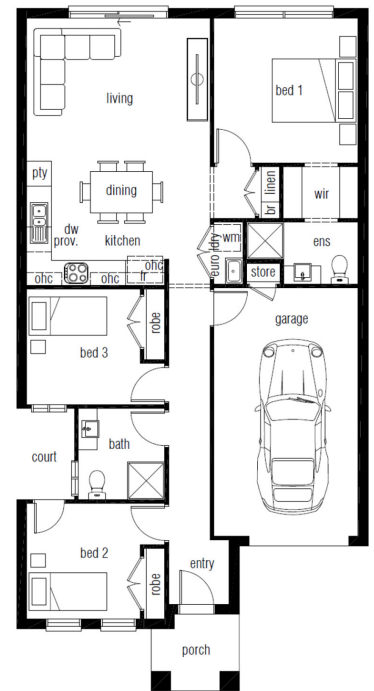 living
bed 1
pty
dining
linen
br
wir
dw
prov.
kitchen
euro ldry
wm
ens
ohc
ohc
ohc
fr
store
garage
robe
bed 3
bath
court
bed 2
robe
entry
porch